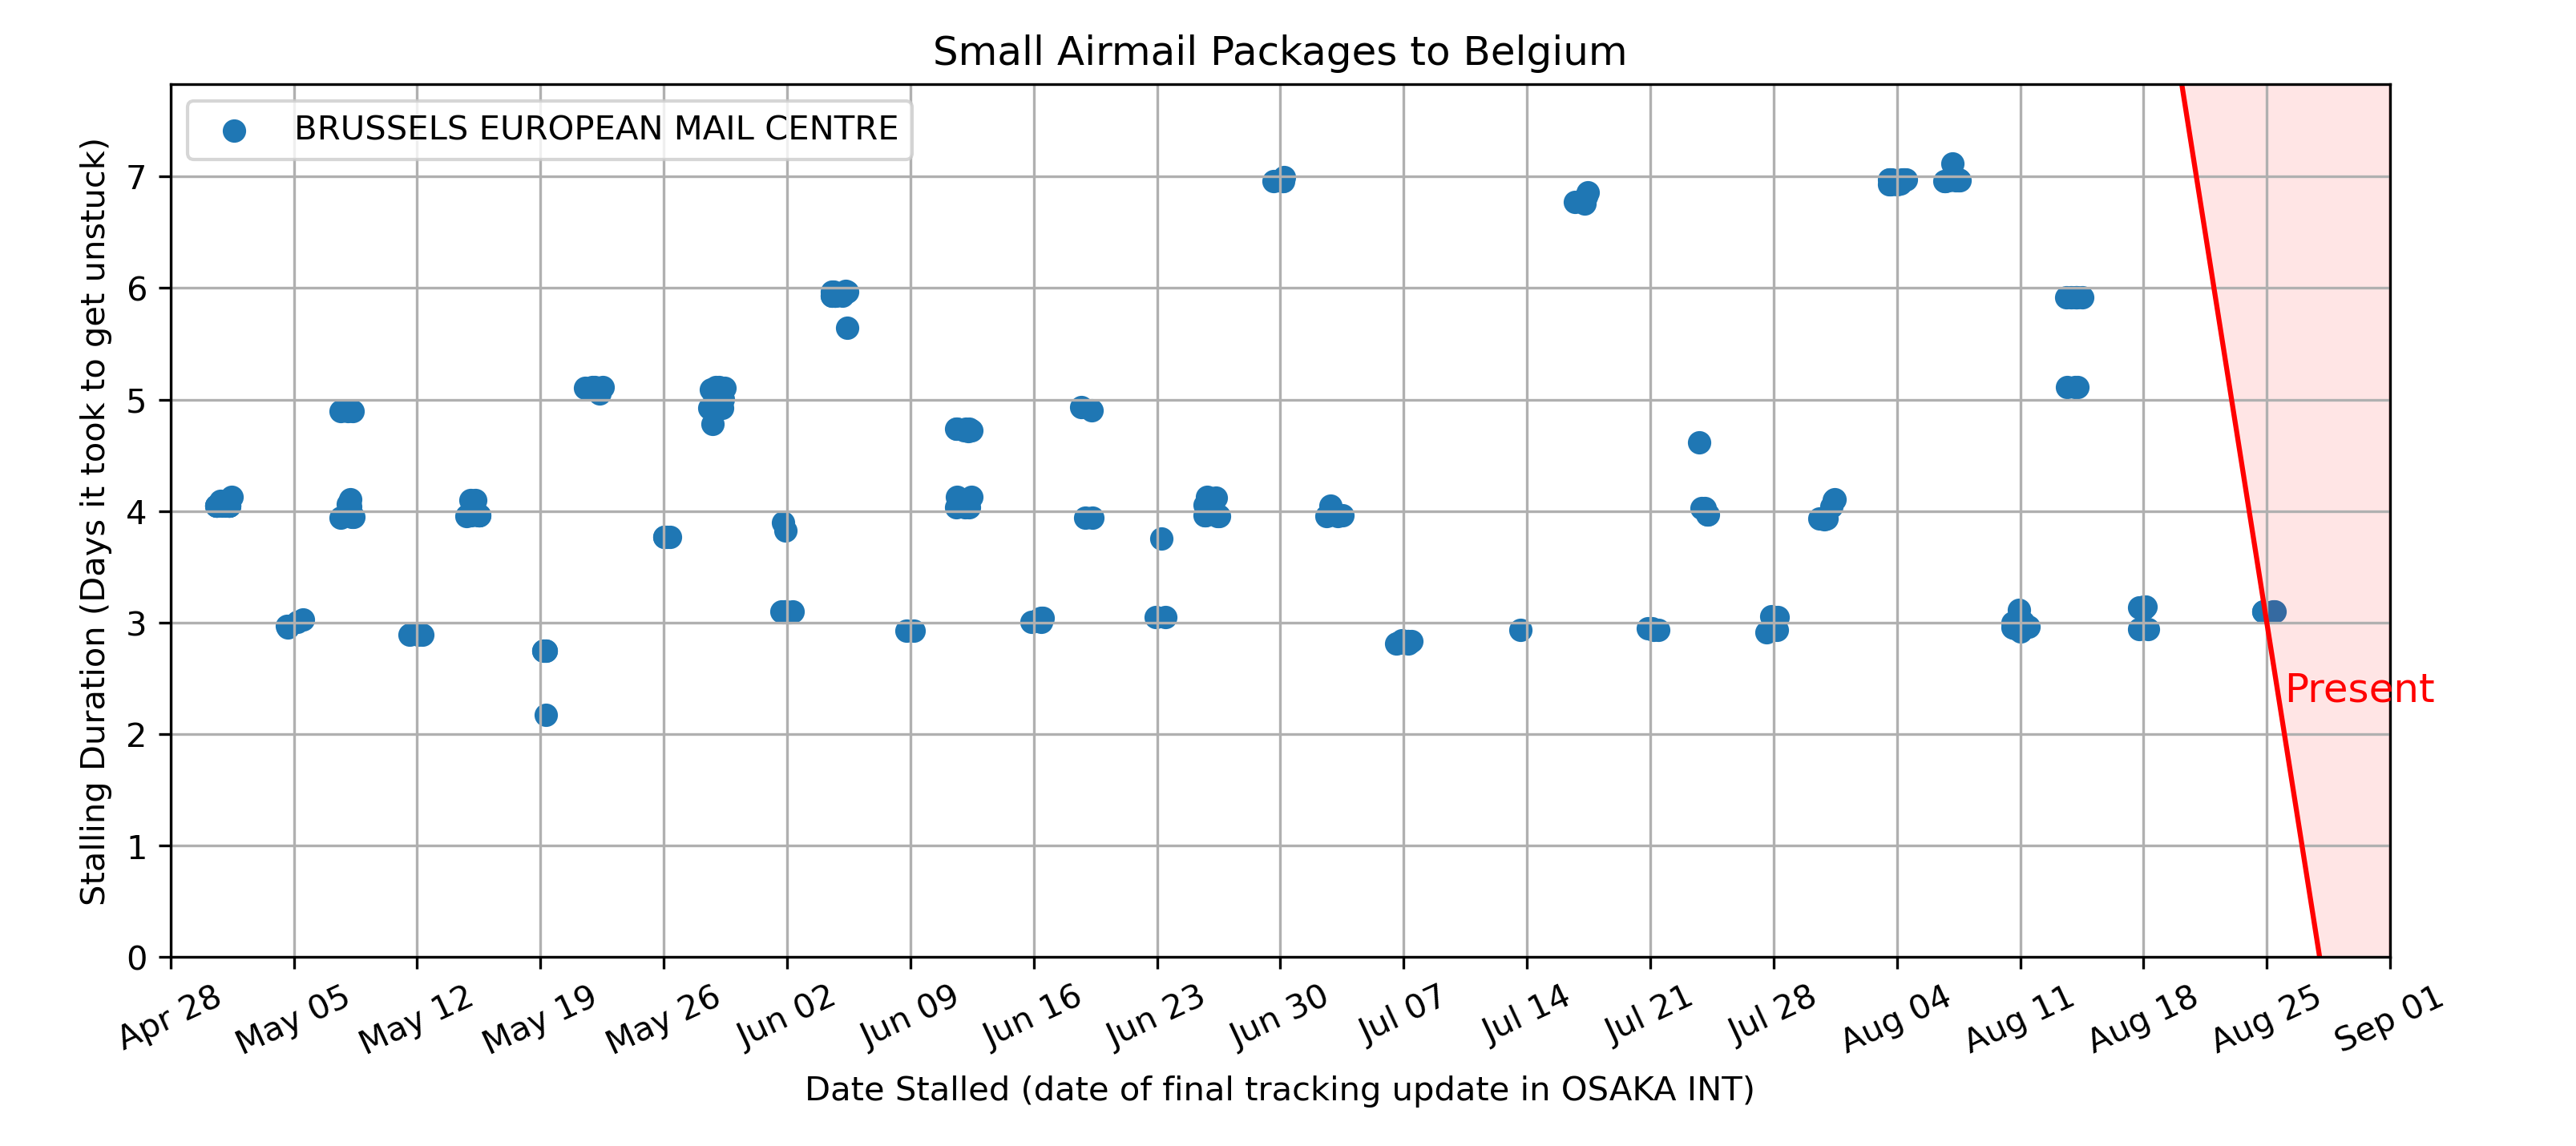 Small Airmail Packages to Belgium
BRUSSELS EUROPEAN MAIL CENTRE
Stalling Duration (Days it took to get unstuck)
7
6
5
4
3
2
1
0
Present
Apr 28
May 05
May 12
May 19
May 26
Jun 02
Jun 09
Jun 16
Jun 23
Jun 30
Jul 07
Jul 14
Jul 21
Jul 28
Aug 04
Aug 11
Aug 18
Aug 25
Sep 01
Date Stalled (date of final tracking update in OSAKA INT)